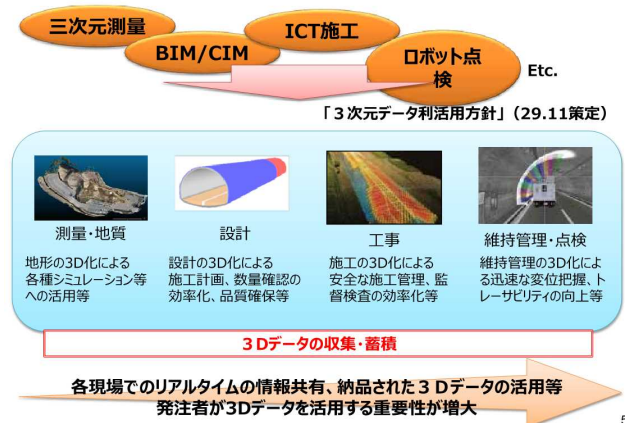 三次元測量
BIM/CIM
ICT施工
ロボット点
検
Etc.
「３次元データ利活用方針」（29.11策定）
測量・地質
地形の3D化による
各種シミュレーション等
への活用等
設計
設計の3D化による
施工計画、数量確認の
効率化、品質確保等
工事
施工の3D化による
安全な施工管理、監
督検査の効率化等
維持管理・点検
維持管理の3D化によ
る迅速な変位把握、ト
レーサビリティの向上等
３Dデータの収集・蓄積
各現場でのリアルタイムの情報共有、納品された３Ｄデータの活用等
発注者が3Dデータを活用する重要性が増大